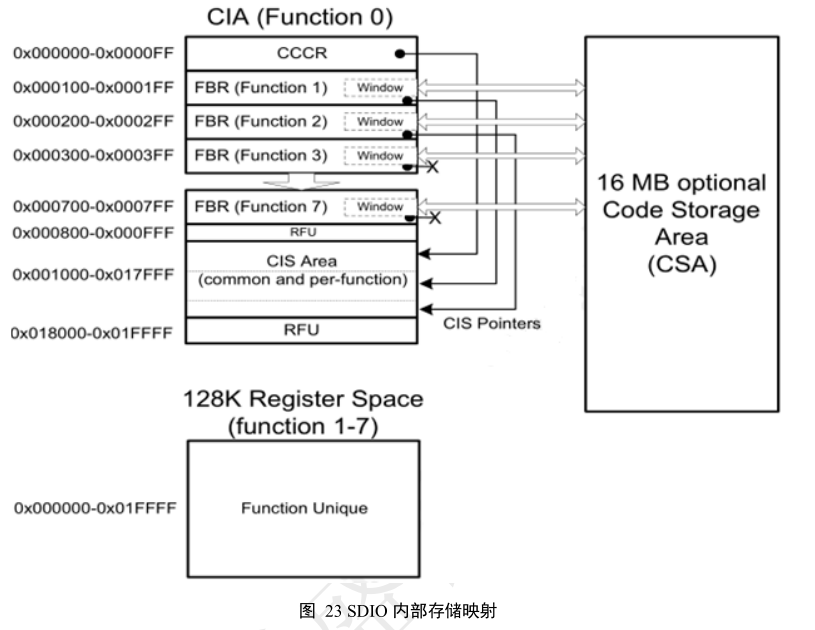 CIA (Function 0)
0x000000-0x0000FF
CCCR
0x000100-0x0001FF
FBR (Function 1)
Window
0x000200-0x0002FF
FBR (Function 2)
Window
0x000300-0x0003FF
FBR (Function 3)
Window
X
0x000700-0x0007FF
FBR (Function 7)
Window
X
0x000800-0x000FFF
RFU
0x001000-0x017FFF
CIS Area
(common and per-function)
0x018000-0x01FFFF
RFU
CIS Pointers
16 MB optional
Code Storage
Area
(CSA)
128K Register Space
(function 1-7)
0x000000-0x01FFFF
Function Unique
图 23 SDIO 内部存储映射